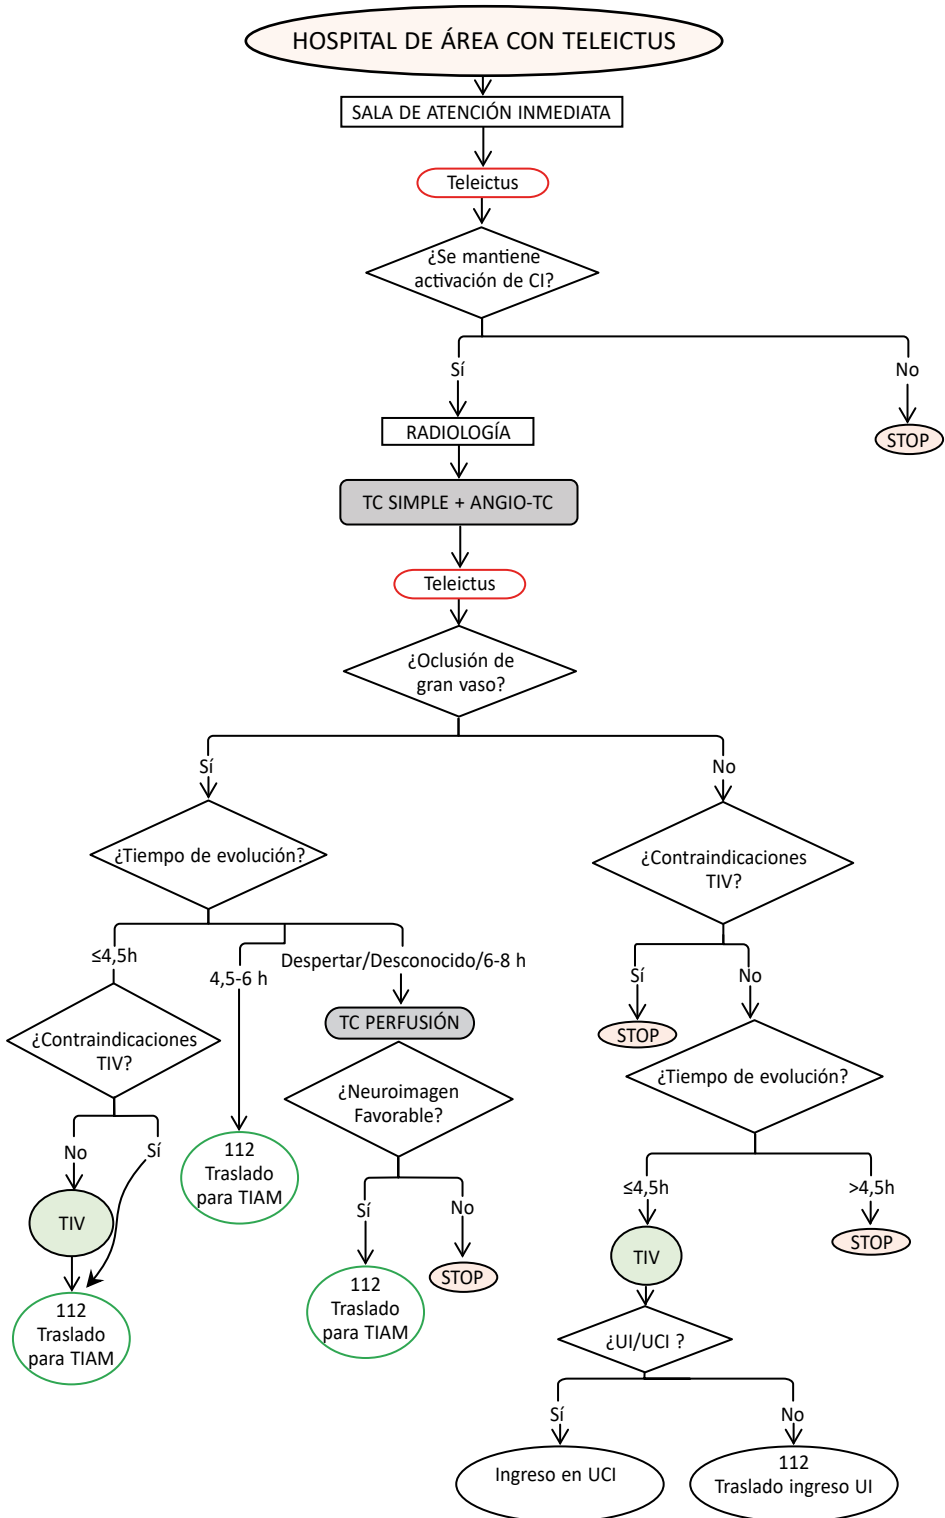 HOSPITAL DE ÁREA CON TELEICTUS
SALA DE ATENCIÓN INMEDIATA
Teleictus
¿Se mantiene
activación de CI?
Sí
No
RADIOLOGÍA
STOP
TC SIMPLE + ANGIO-TC
Teleictus
¿Oclusión de
gran vaso?
Sí
No
¿Tiempo de evolución?
¿Contraindicaciones
TIV?
≤4,5h
4,5-6 h
Despertar/Desconocido/6-8 h
Sí
No
TC PERFUSIÓN
STOP
¿Contraindicaciones
TIV?
¿Neuroimagen
Favorable?
¿Tiempo de evolución?
No
Sí
112
Traslado
para TIAM
Sí
No
≤4,5h
>4,5h
TIV
STOP
TIV
STOP
112
Traslado
para TIAM
112
Traslado
para TIAM
¿UI/UCI ?
Sí
No
Ingreso en UCI
112
Traslado ingreso UI